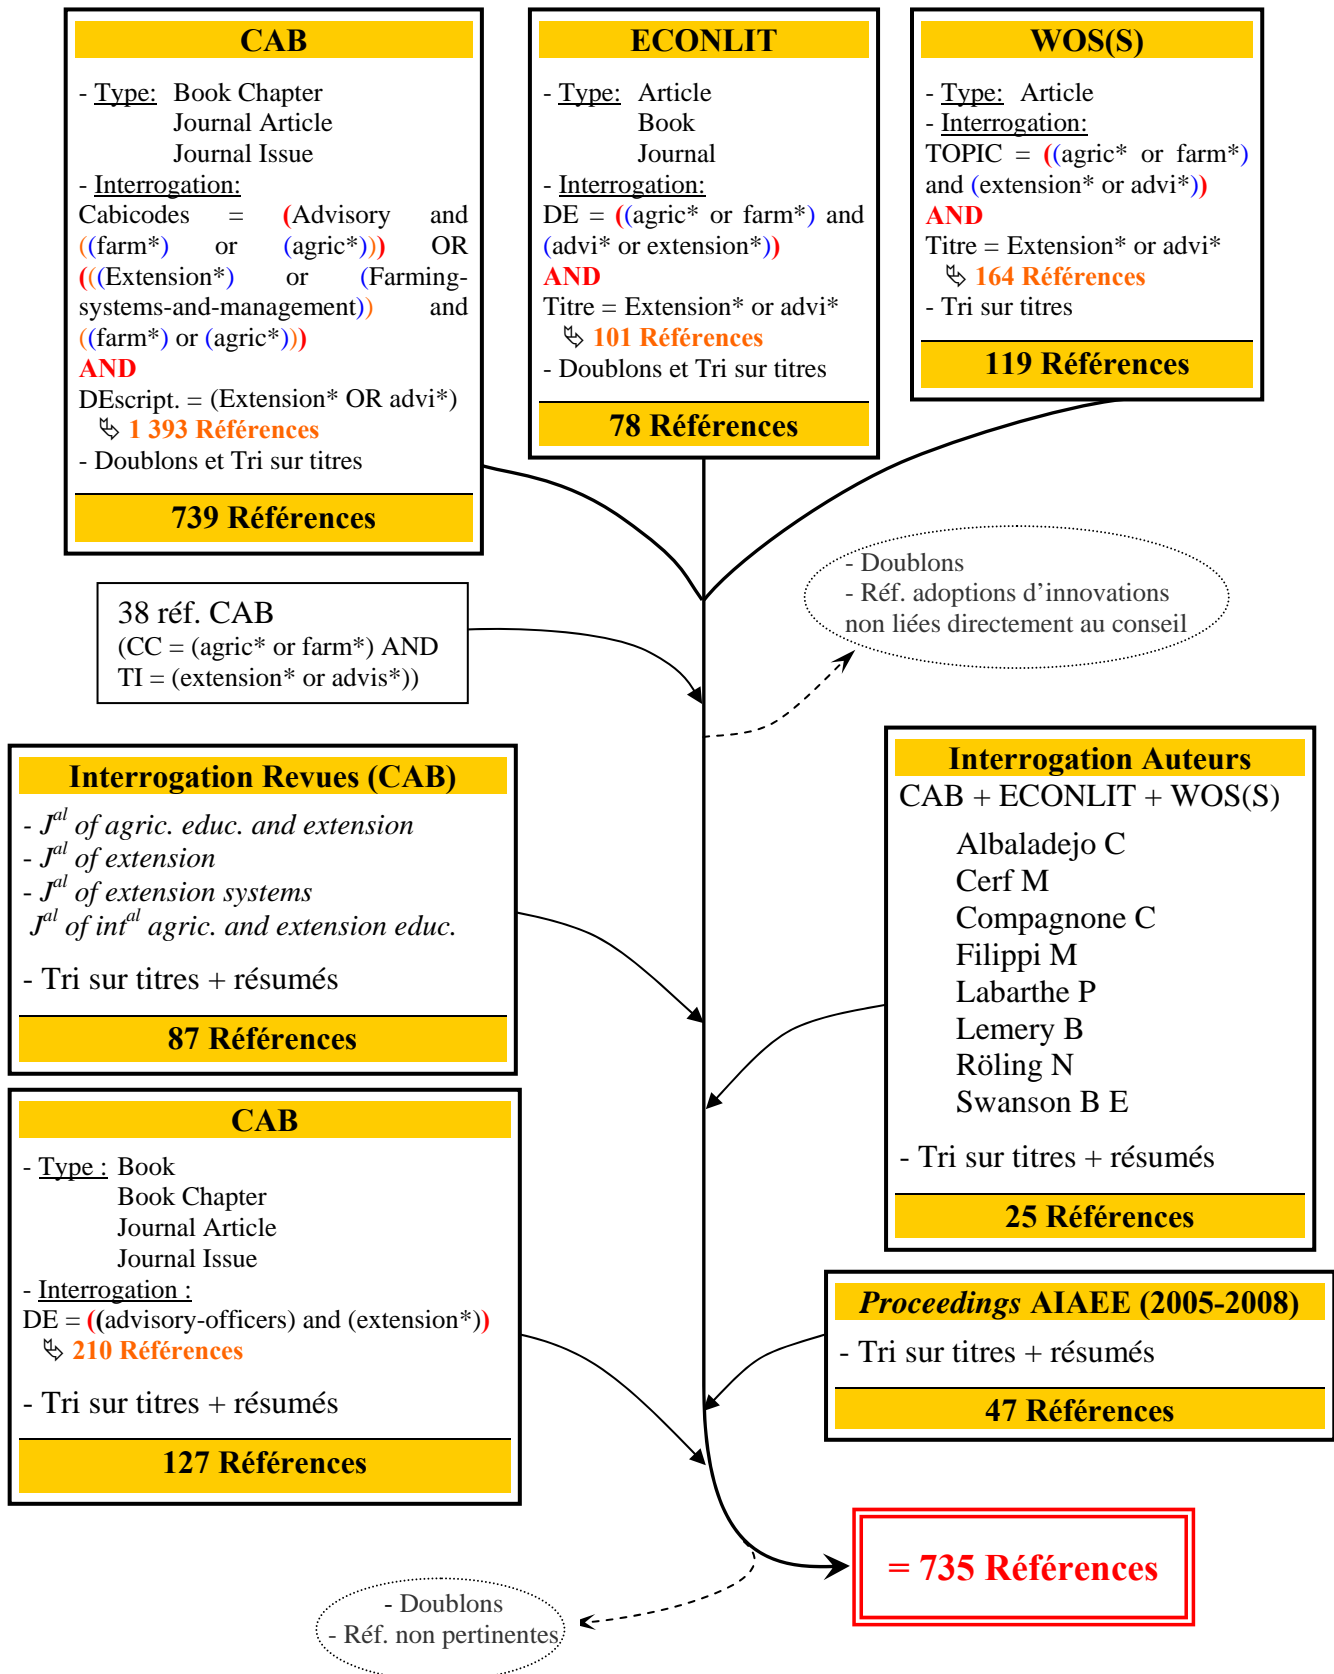 CAB
- Type: Book Chapter
Journal Article
Journal Issue
- Interrogation:
Cabicodes = (Advisory and
((farm*) or (agric*))) OR
(((Extension*) or (Farming-
systems-and-management)) and
((farm*) or (agric*)))
AND
DEscript. = (Extension* OR advi*)
↳ 1 393 Références
- Doublons et Tri sur titres
739 Références
ECONLIT
- Type: Article
Book
Journal
- Interrogation:
DE = ((agric* or farm*) and
(advi* or extension*))
AND
Titre = Extension* or advi*
↳ 101 Références
- Doublons et Tri sur titres
78 Références
WOS(S)
- Type: Article
- Interrogation:
TOPIC = ((agric* or farm*)
and (extension* or advi*))
AND
Titre = Extension* or advi*
↳ 164 Références
- Tri sur titres
119 Références
- Doublons
- Réf. adoptions d'innovations
non liées directement au conseil
38 réf. CAB
(CC = (agric* or farm*) AND
TI = (extension* or advis*))
Interrogation Revues (CAB)
- Jal of agric. educ. and extension
- Jal of extension
- Jal of extension systems
Jal of intal agric. and extension educ.
- Tri sur titres + résumés
87 Références
Interrogation Auteurs
CAB + ECONLIT + WOS(S)
Albaladejo C
Cerf M
Compagnone C
Filippi M
Labarthe P
Lemery B
Röling N
Swanson B E
- Tri sur titres + résumés
25 Références
CAB
- Type : Book
Book Chapter
Journal Article
Journal Issue
- Interrogation :
DE = ((advisory-officers) and (extension*))
↳ 210 Références
- Tri sur titres + résumés
127 Références
Proceedings AIAEE (2005-2008)
- Tri sur titres + résumés
47 Références
= 735 Références
- Doublons
- Réf. non pertinentes